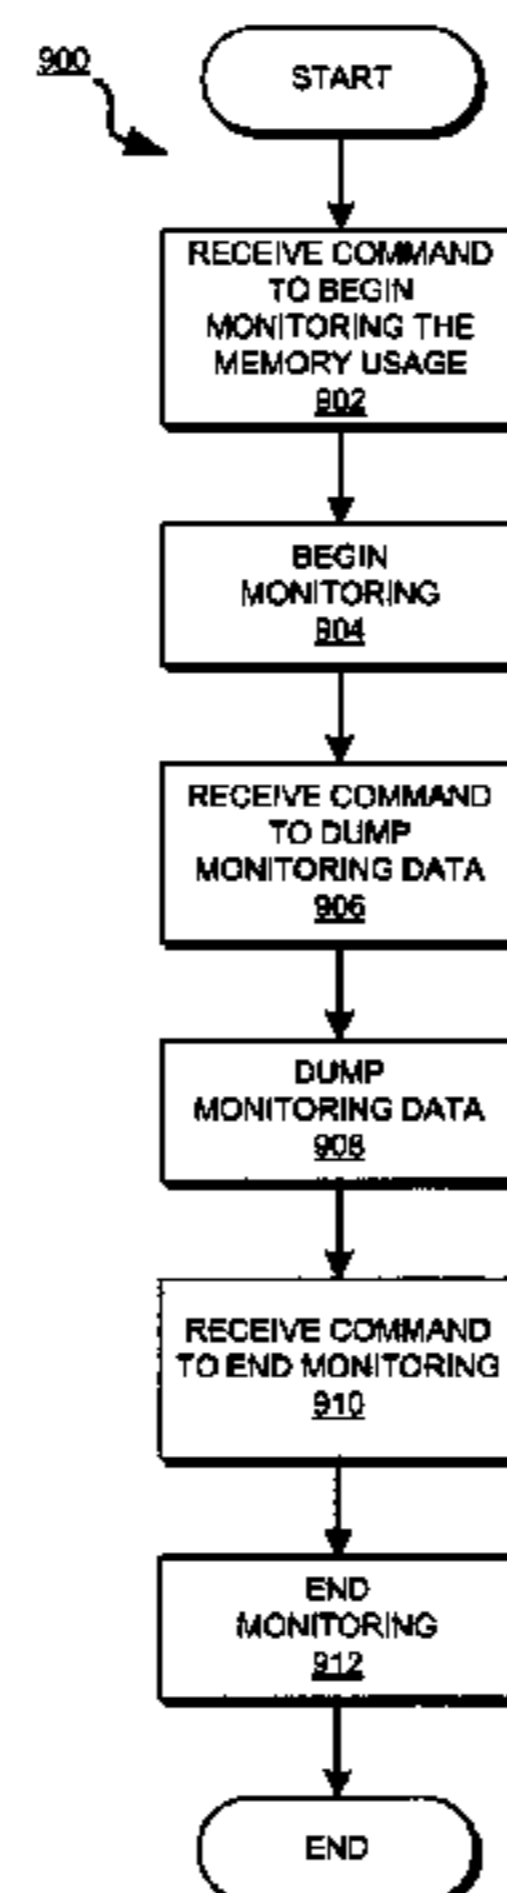 900
START
RECEIVE COMMAND
TO BEGIN
MONITORING THE
MEMORY USAGE
902
BEGIN
MONITORING
904
RECEIVE COMMAND
TO DUMP
MONITORING DATA
906
DUMP
MONITORING DATA
908
RECEIVE COMMAND
TO END MONITORING
910
END
MONITORING
912
END